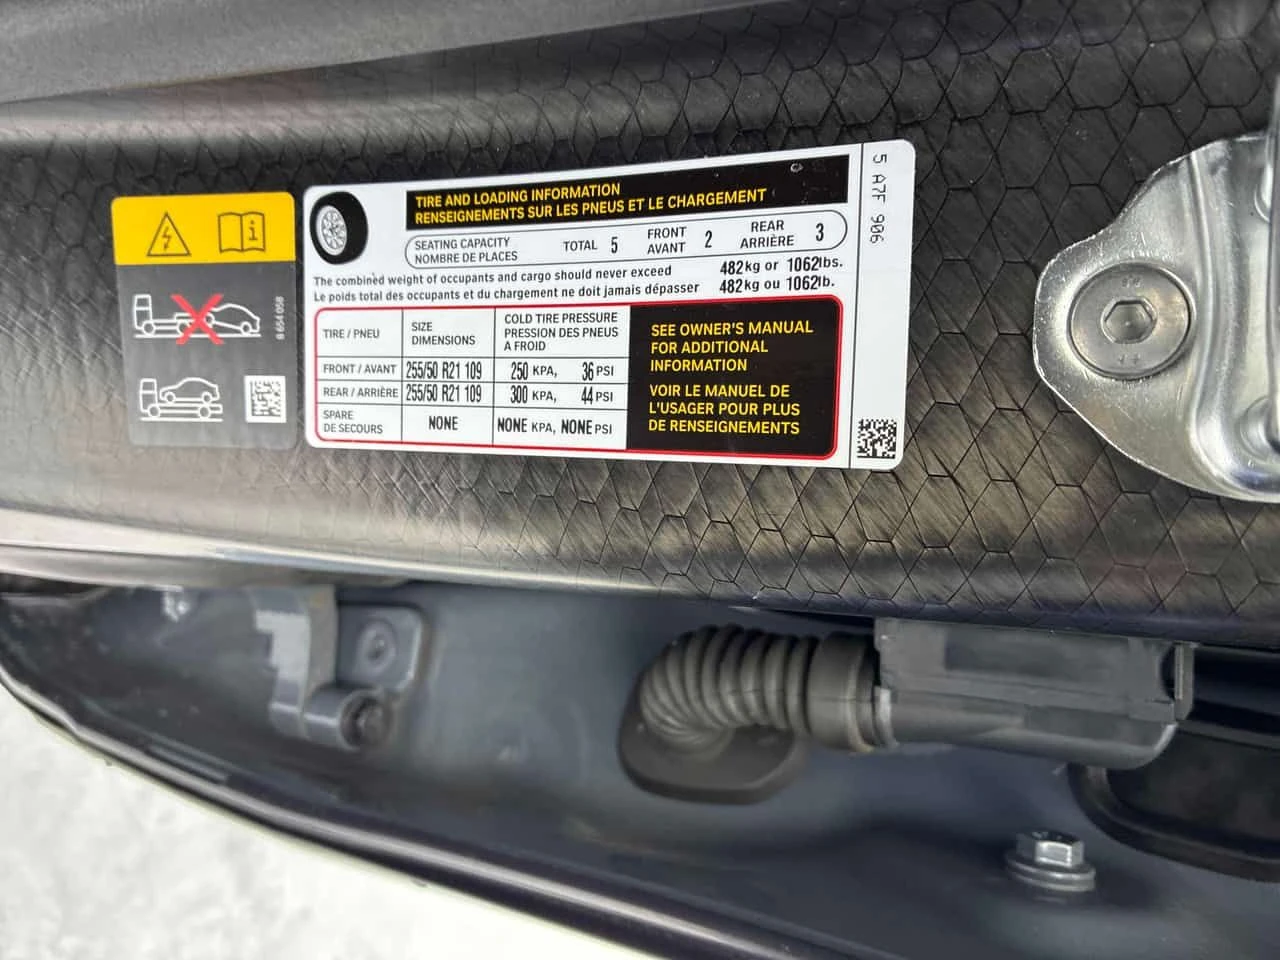 8 654 058
TIRE AND LOADING INFORMATION
RENSEIGNEMENTS SUR LES PNEUS ET LE CHARGEMENT
SEATING CAPACITY
NOMBRE DE PLACES
TOTAL 5
FRONT
AVANT 2
REAR
ARRIÈRE 3
The combined weight of occupants and cargo should never exceed 482kg or 1062lbs.
Le poids total des occupants et du chargement ne doit jamais dépasser 482kg ou 1062lb.
TIRE / PNEU
SIZE
DIMENSIONS
COLD TIRE PRESSURE
PRESSION DES PNEUS
A FROID
FRONT / AVANT 255/50 R21 109 250 KPA, 36 PSI
REAR / ARRIÈRE 255/50 R21 109 300 KPA, 44 PSI
SPARE
DE SECOURS
NONE NONE KPA, NONE PSI
SEE OWNER'S MANUAL
FOR ADDITIONAL
INFORMATION
VOIR LE MANUEL DE
L'USAGER POUR PLUS
DE RENSEIGNEMENTS
5 A7F 906